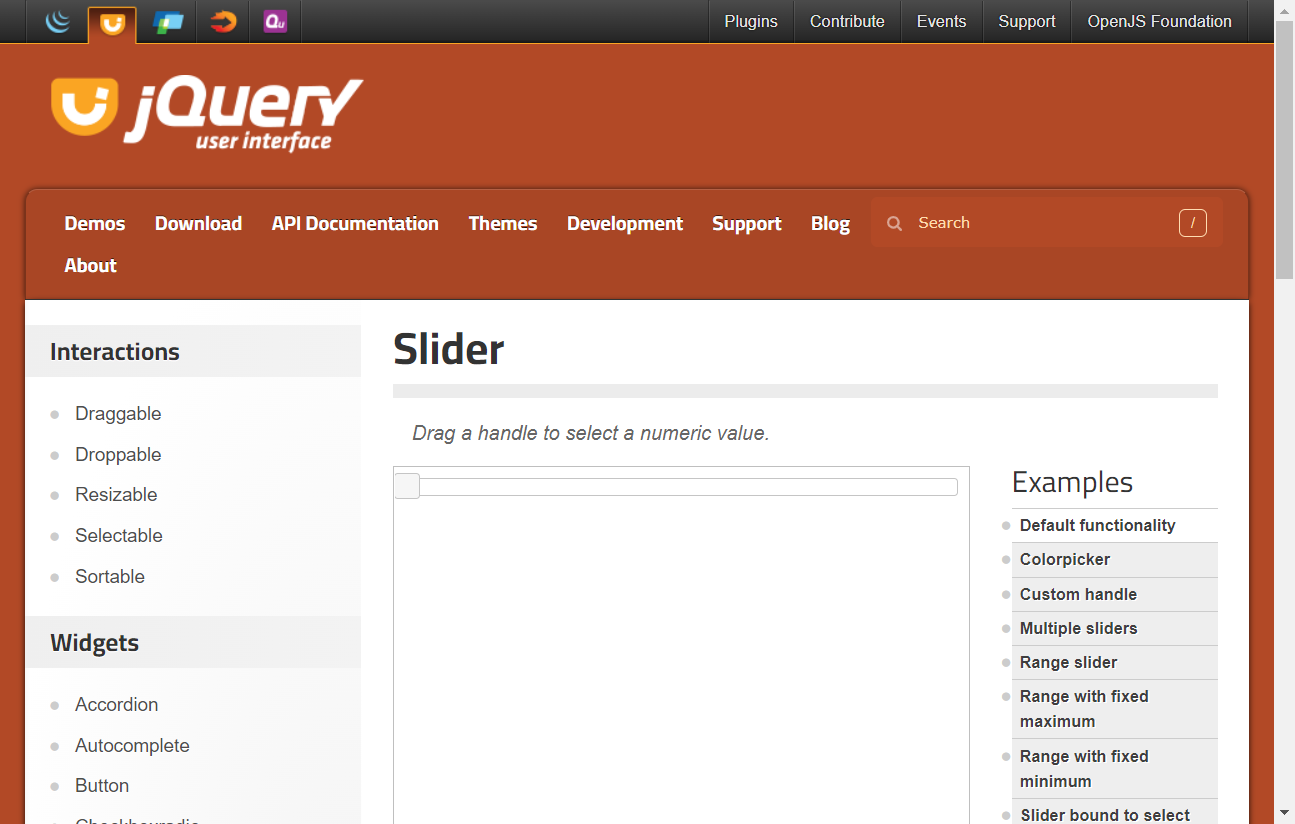 Qu
Plugins
Contribute
Events
Support
OpenJS Foundation
jQuery
user interface
Demos
Download
API Documentation
Themes
Development
Support
Blog
Search
/
About
Interactions
Draggable
Droppable
Resizable
Selectable
Sortable
Widgets
Accordion
Autocomplete
Button
Checkboxradio
Slider
Drag a handle to select a numeric value.
Examples
Default functionality
Colorpicker
Custom handle
Multiple sliders
Range slider
Range with fixed
maximum
Range with fixed
minimum
Slider bound to select